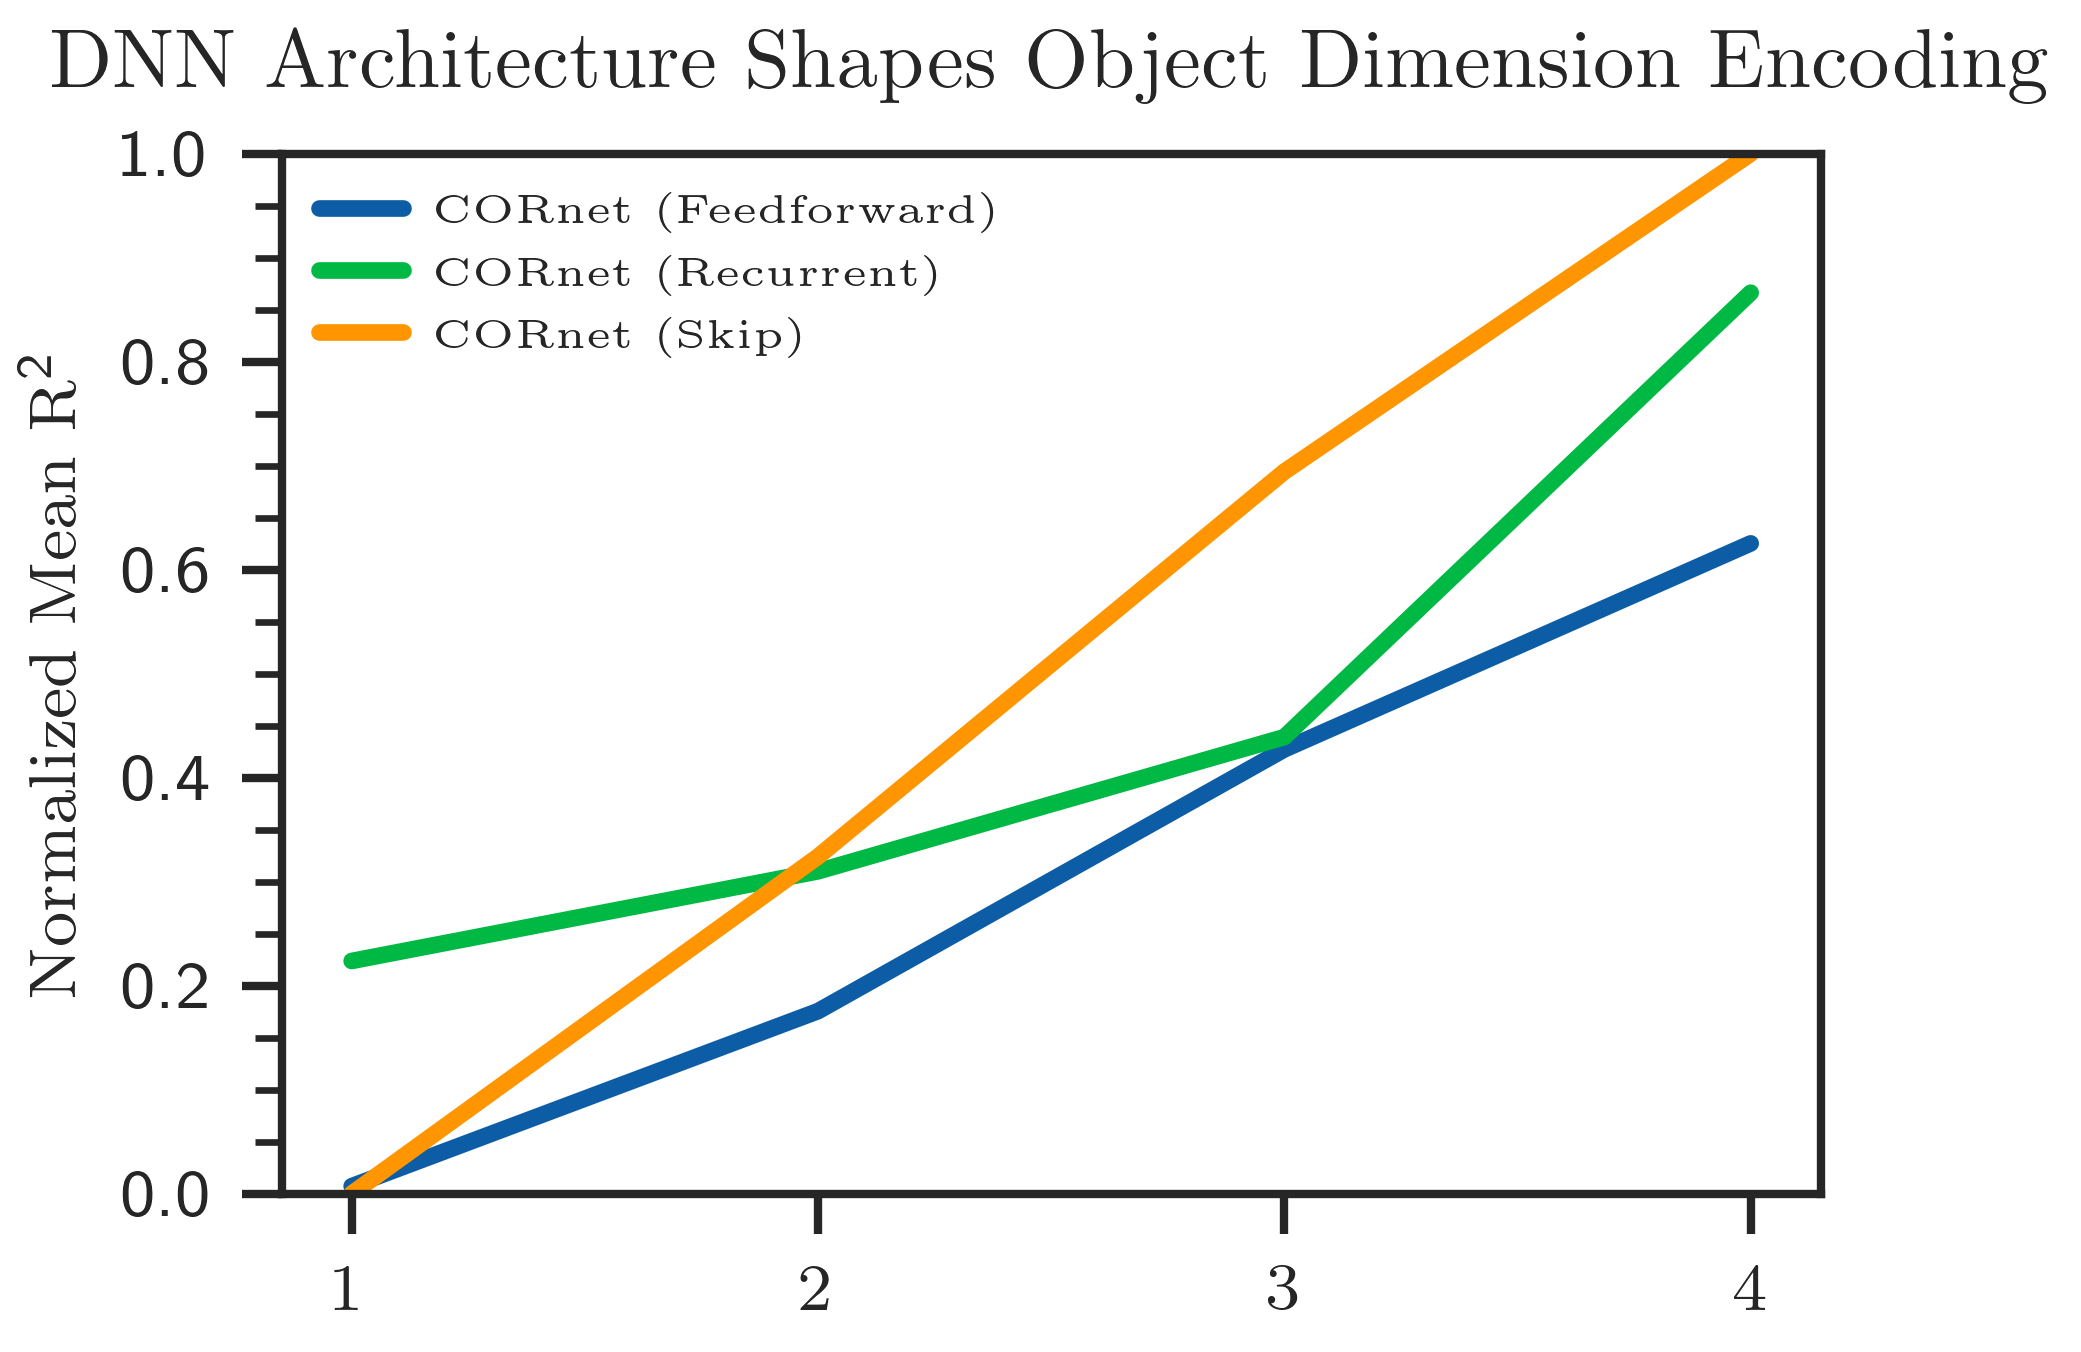 DNN Architecture Shapes Object Dimension Encoding
1.0
CORnet (Feedforward)
CORnet (Recurrent)
CORnet (Skip)
0.8
0.6
0.4
0.2
0.0
Normalized Mean R²
1 2 3 4